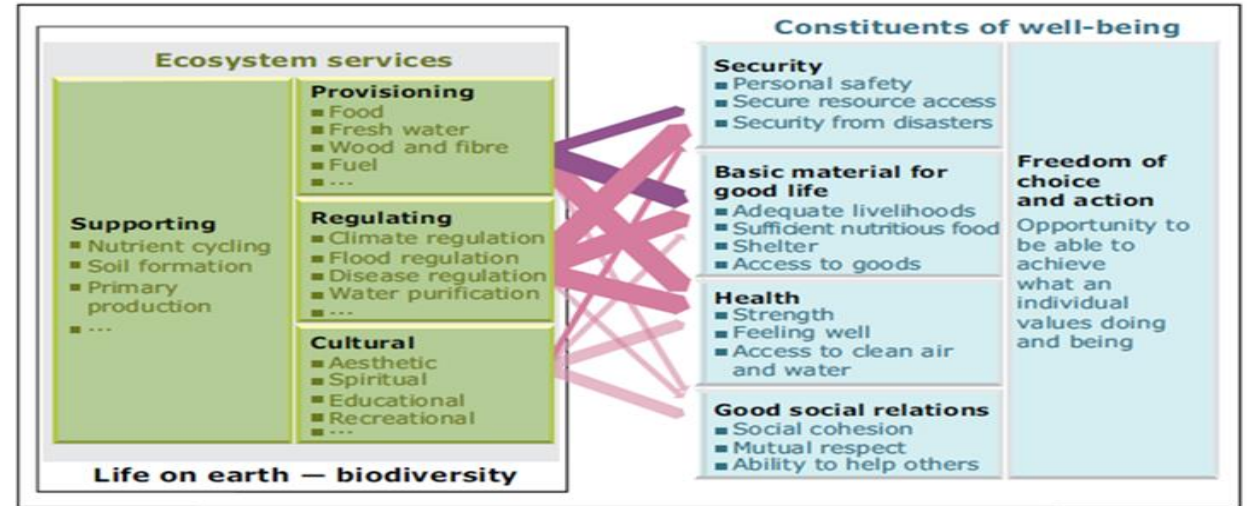 Constituents of well-being
Ecosystem services
Supporting
■ Nutrient cycling
■ Soil formation
■ Primary
production
■ ---
Provisioning
■ Food
■ Fresh water
■ Wood and fibre
■ Fuel
■ ---
Regulating
■ Climate regulation
■ Flood regulation
■ Disease regulation
■ Water purification
■ ---
Cultural
■ Aesthetic
■ Spiritual
■ Educational
■ Recreational
■ ---
Life on earth — biodiversity
Security
■ Personal safety
■ Secure resource access
■ Security from disasters
Basic material for
good life
■ Adequate livelihoods
■ Sufficient nutritious food
■ Shelter
■ Access to goods
Health
■ Strength
■ Feeling well
■ Access to clean air
and water
Good social relations
■ Social cohesion
■ Mutual respect
■ Ability to help others
Freedom of
choice
and action
Opportunity to
be able to
achieve
what an
individual
values doing
and being